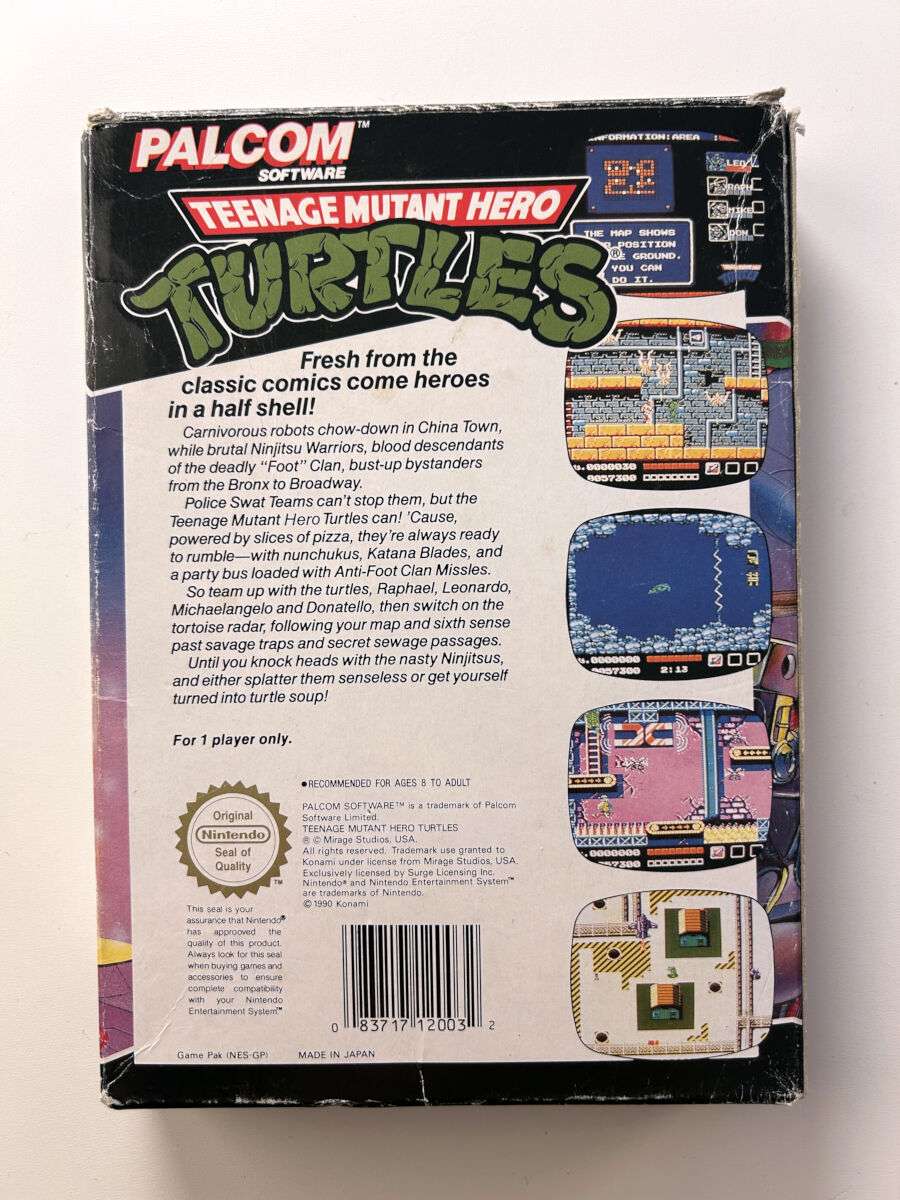 PALCOM™
SOFTWARE
TEENAGE MUTANT HERO
TURTLES®
Fresh from the
classic comics come heroes
in a half shell!
Carnivorous robots chow-down in China Town,
while brutal Ninjitsu Warriors, blood descendants
of the deadly "Foot" Clan, bust-up bystanders
from the Bronx to Broadway.
Police Swat Teams can't stop them, but the
Teenage Mutant Hero Turtles can! 'Cause,
powered by slices of pizza, they're always ready
to rumble—with nunchukus, Katana Blades, and
a party bus loaded with Anti-Foot Clan Missles.
So team up with the turtles, Raphael, Leonardo,
Michaelangelo and Donatello, then switch on the
tortoise radar, following your map and sixth sense
past savage traps and secret sewage passages.
Until you knock heads with the nasty Ninjitsus,
and either splatter them senseless or get yourself
turned into turtle soup!
For 1 player only.
●RECOMMENDED FOR AGES 8 TO ADULT
PALCOM SOFTWARE™ is a trademark of Palcom
Software Limited.
TEENAGE MUTANT HERO TURTLES
® © Mirage Studios, USA.
All rights reserved. Trademark use granted to
Konami under license from Mirage Studios, USA.
Exclusively licensed by Surge Licensing Inc.
Nintendo® and Nintendo Entertainment System™
are trademarks of Nintendo.
© 1990 Konami
Original
Nintendo
Seal of
Quality
™
This seal is your
assurance that Nintendo®
has approoved the
quality of this product.
Always look for this seal
when buying games and
accessories to ensure
complete compatibility
with your Nintendo
Entertainment System™
0 83717 12003 2
Game Pak (NES-GP) MADE IN JAPAN
FORMATION: AREA
LEO
RAPH
MIKE
DON
THE MAP SHOWS
POSITION
GROUND.
YOU CAN
DO IT.
0000030
0057300
0000000
0057300 2:13
0000000
0057300